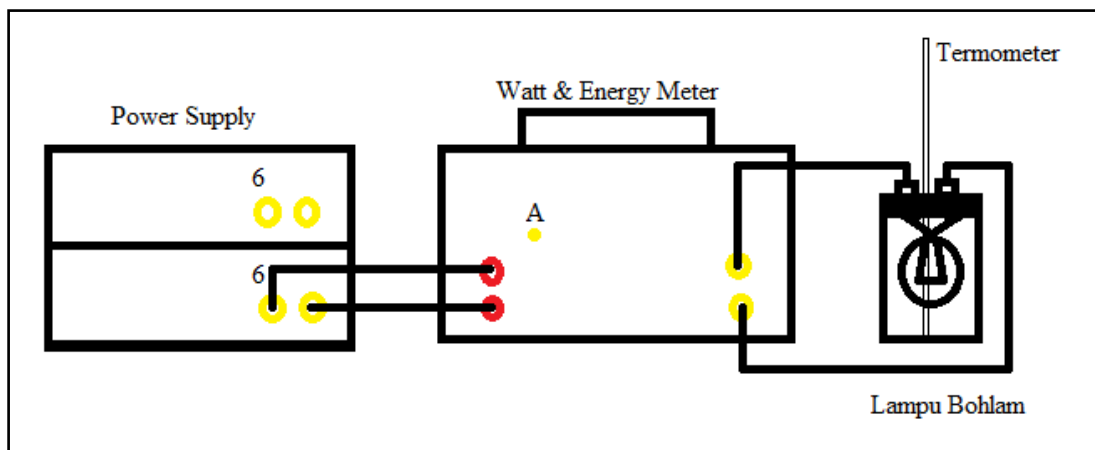 Termometer
Watt & Energy Meter
Power Supply
6
A
6
Lampu Bohlam